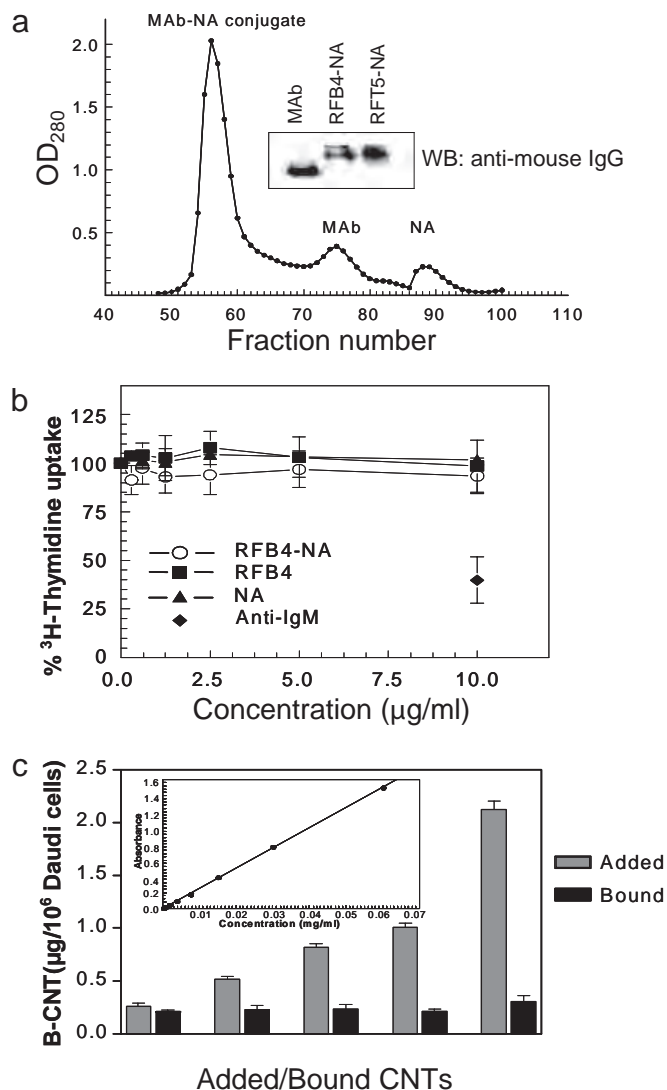 a
MAb-NA conjugate
2.0
1.5
1.0
0.5
OD280
MAb
RFB4-NA
RFT5-NA
WB: anti-mouse IgG
MAb
NA
40 50 60 70 80 90 100 110
Fraction number
b
125
100
75
50
25
0
% ³H-Thymidine uptake
RFB4-NA
RFB4
NA
Anti-IgM
0.0 2.5 5.0 7.5 10.0
Concentration (µg/ml)
c
2.5
2.0
1.5
1.0
0.5
0.0
B-CNT(µg/10⁶ Daudi cells)
1.6
1.4
1.2
1.0
0.8
0.6
0.4
0.2
0.0
Absorbance
0.01 0.02 0.03 0.04 0.05 0.06 0.07
Concentration (mg/ml)
Added
Bound
Added/Bound CNTs